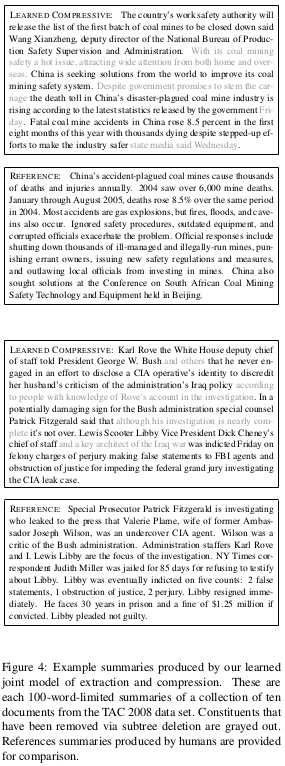 LEARNED COMPRESSIVE: The country's work safety authority will
release the list of the first batch of coal mines to be closed down said
Wang Xianzheng, deputy director of the National Bureau of Produc-
tion Safety Supervision and Administration. With its coal mining
safety a hot issue, attracting wide attention from both home and over-
seas, China is seeking solutions from the world to improve its coal
mining safety system. Despite government promises to stem the car-
nage the death toll in China's disaster-plagued coal mine industry is
rising according to the latest statistics released by the government Fri-
day. Fatal coal mine accidents in China rose 8.5 percent in the first
eight months of this year with thousands dying despite stepped-up ef-
forts to make the industry safer state media said Wednesday.
REFERENCE: China's accident-plagued coal mines cause thousands
of deaths and injuries annually. 2004 saw over 6,000 mine deaths.
January through August 2005, deaths rose 8.5% over the same period
in 2004. Most accidents are gas explosions, but fires, floods, and cave-
ins also occur. Ignored safety procedures, outdated equipment, and
corrupted officials exacerbate the problem. Official responses include
shutting down thousands of ill-managed and illegally-run mines, pun-
ishing errant owners, issuing new safety regulations and measures,
and outlawing local officials from investing in mines. China also
sought solutions at the Conference on South African Coal Mining
Safety Technology and Equipment held in Beijing.
LEARNED COMPRESSIVE: Karl Rove the White House deputy chief
of staff told President George W. Bush and others that he never en-
gaged in an effort to disclose a CIA operative's identity to discredit
her husband's criticism of the administration's Iraq policy according
to people with knowledge of Rove's account in the investigation. In a
potentially damaging sign for the Bush administration special counsel
Patrick Fitzgerald said that although his investigation is nearly com-
plete it's not over. Lewis Scooter Libby Vice President Dick Cheney's
chief of staff and a key architect of the Iraq war was indicted Friday on
felony charges of perjury making false statements to FBI agents and
obstruction of justice for impeding the federal grand jury investigating
the CIA leak case.
REFERENCE: Special Prosecutor Patrick Fitzgerald is investigating
who leaked to the press that Valerie Plame, wife of former Ambas-
sador Joseph Wilson, was an undercover CIA agent. Wilson was a
critic of the Bush administration. Administration staffers Karl Rove
and I. Lewis Libby are the focus of the investigation. NY Times cor-
respondent Judith Miller was jailed for 85 days for refusing to testify
about Libby. Libby was eventually indicted on five counts: 2 false
statements, 1 obstruction of justice, 2 perjury. Libby resigned imme-
diately. He faces 30 years in prison and a fine of $1.25 million if
convicted. Libby pleaded not guilty.
Figure 4: Example summaries produced by our learned
joint model of extraction and compression. These are
each 100-word-limited summaries of a collection of ten
documents from the TAC 2008 data set. Constituents that
have been removed via subtree deletion are grayed out.
References summaries produced by humans are provided
for comparison.